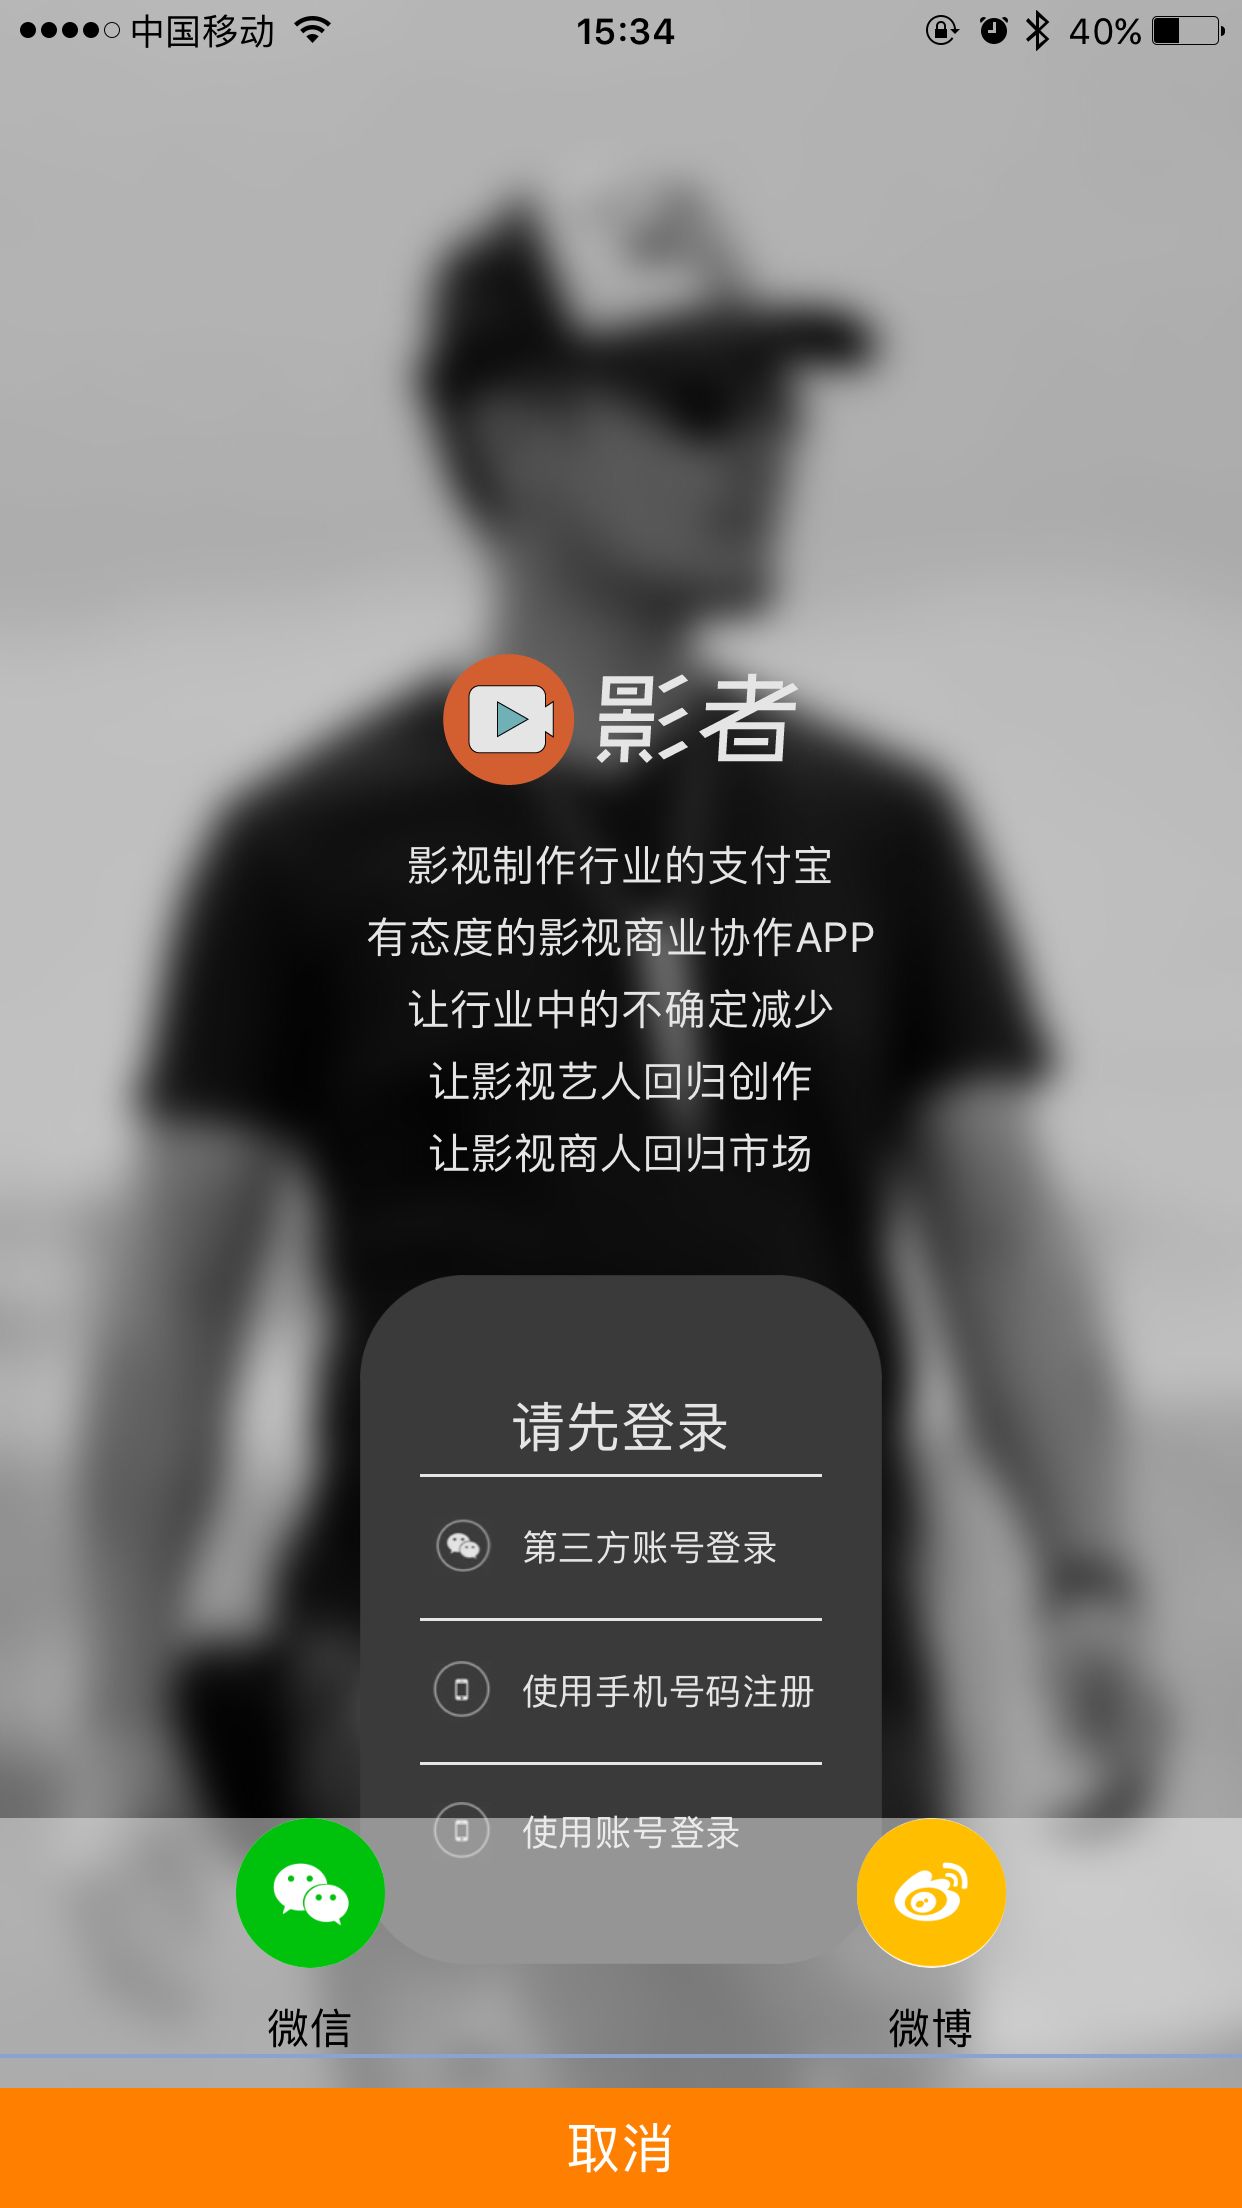 中国移动
15:34
40%
影者
影视制作行业的支付宝
有态度的影视商业协作APP
让行业中的不确定减少
让影视艺人回归创作
让影视商人回归市场
请先登录
第三方账号登录
使用手机号码注册
使用账号登录
微信
微博
取消